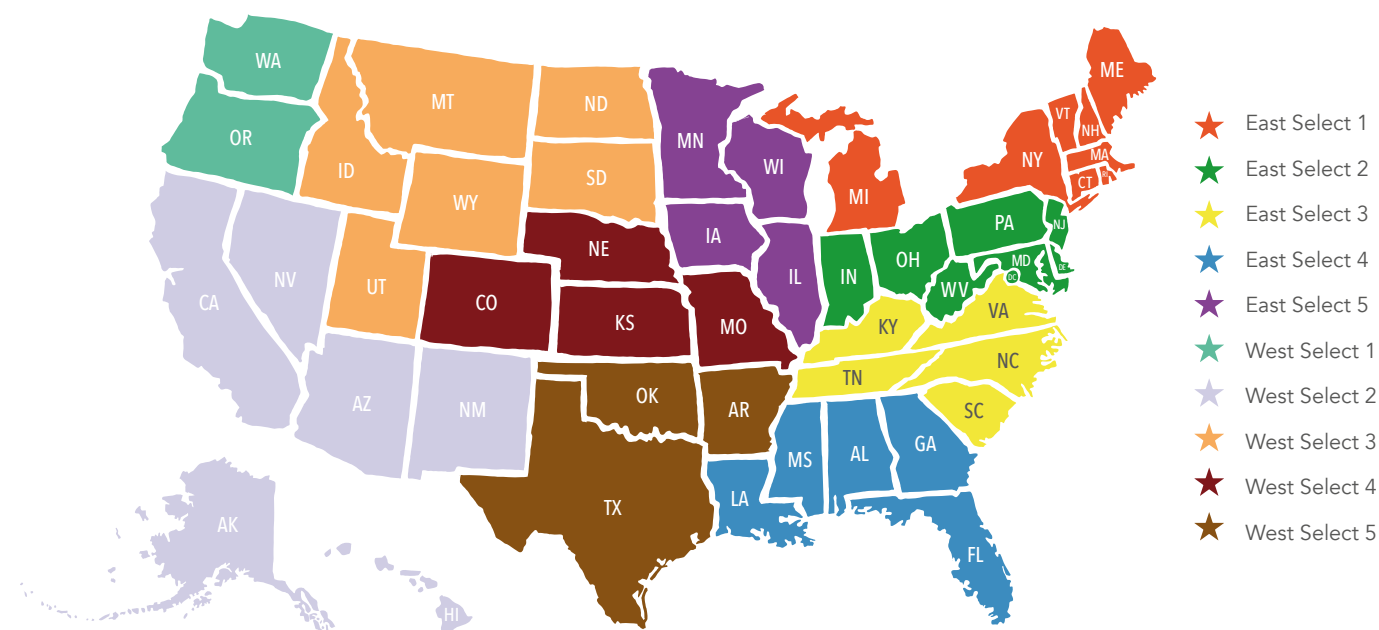 WA
OR
MT
ID
WY
ND
SD
UT
CA
NV
AZ
NM
AK
HI
CO
NE
KS
MO
OK
AR
TX
MN
WI
IA
IL
MI
ME
VT
NH
NY
MA
CT
RI
PA
NJ
OH
IN
WV
MD
DE
DC
VA
KY
NC
TN
SC
MS
AL
GA
LA
FL
East Select 1
East Select 2
East Select 3
East Select 4
East Select 5
West Select 1
West Select 2
West Select 3
West Select 4
West Select 5